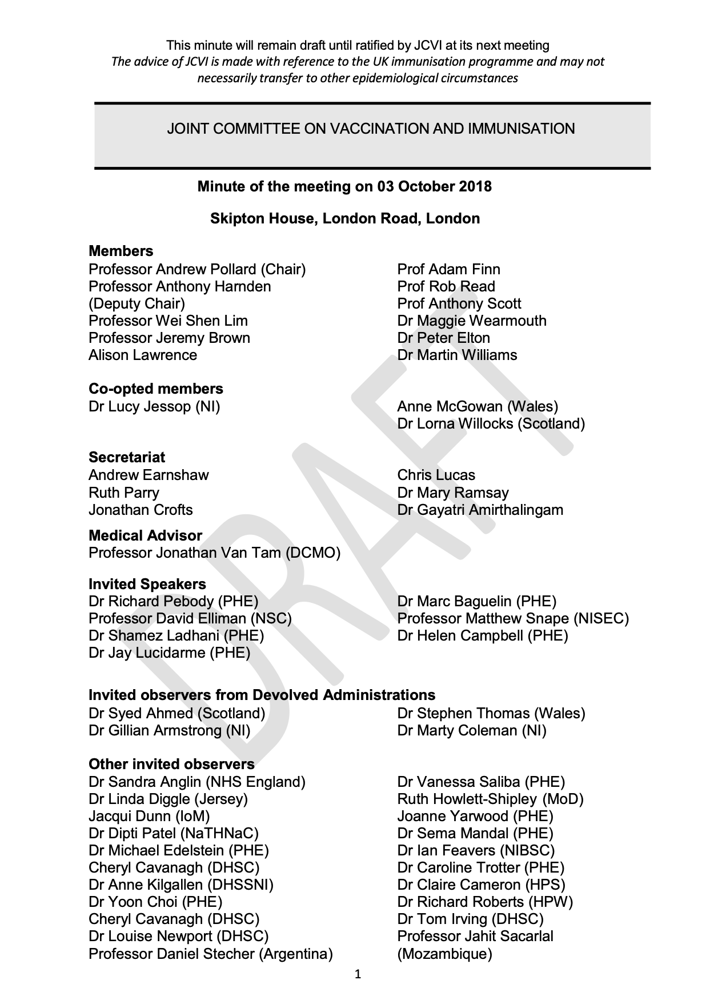 This minute will remain draft until ratified by JCVI at its next meeting
The advice of JCVI is made with reference to the UK immunisation programme and may not
necessarily transfer to other epidemiological circumstances
JOINT COMMITTEE ON VACCINATION AND IMMUNISATION
Minute of the meeting on 03 October 2018
Skipton House, London Road, London
Members
Professor Andrew Pollard (Chair)
Professor Anthony Harnden
(Deputy Chair)
Professor Wei Shen Lim
Professor Jeremy Brown
Alison Lawrence
Prof Adam Finn
Prof Rob Read
Prof Anthony Scott
Dr Maggie Wearmouth
Dr Peter Elton
Dr Martin Williams
Co-opted members
Dr Lucy Jessop (NI)
Anne McGowan (Wales)
Dr Lorna Willocks (Scotland)
Secretariat
Andrew Earnshaw
Ruth Parry
Jonathan Crofts
Chris Lucas
Dr Mary Ramsay
Dr Gayatri Amirthalingam
Medical Advisor
Professor Jonathan Van Tam (DCMO)
Invited Speakers
Dr Richard Pebody (PHE)
Professor David Elliman (NSC)
Dr Shamez Ladhani (PHE)
Dr Jay Lucidarme (PHE)
Dr Marc Baguelin (PHE)
Professor Matthew Snape (NISEC)
Dr Helen Campbell (PHE)
Invited observers from Devolved Administrations
Dr Syed Ahmed (Scotland)
Dr Gillian Armstrong (NI)
Dr Stephen Thomas (Wales)
Dr Marty Coleman (NI)
Other invited observers
Dr Sandra Anglin (NHS England)
Dr Linda Diggle (Jersey)
Jacqui Dunn (IoM)
Dr Dipti Patel (NaTHNaC)
Dr Michael Edelstein (PHE)
Cheryl Cavanagh (DHSC)
Dr Anne Kilgallen (DHSSNI)
Dr Yoon Choi (PHE)
Cheryl Cavanagh (DHSC)
Dr Louise Newport (DHSC)
Professor Daniel Stecher (Argentina)
Dr Vanessa Saliba (PHE)
Ruth Howlett-Shipley (MoD)
Joanne Yarwood (PHE)
Dr Sema Mandal (PHE)
Dr Ian Feavers (NIBSC)
Dr Caroline Trotter (PHE)
Dr Claire Cameron (HPS)
Dr Richard Roberts (HPW)
Dr Tom Irving (DHSC)
Professor Jahit Sacarlal
(Mozambique)
1
DRAFT